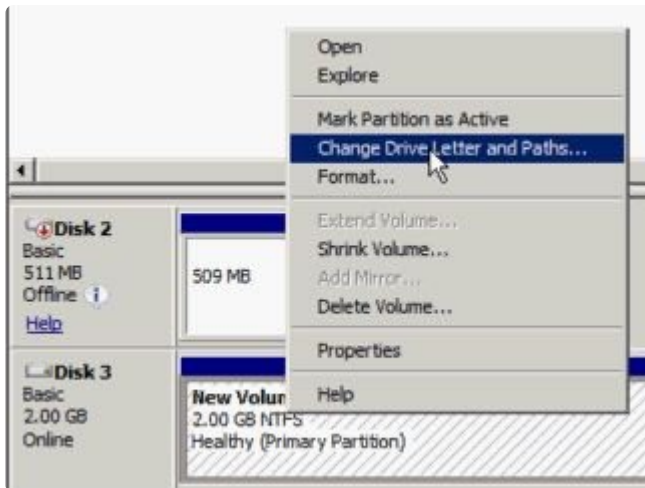 Open
Explore
Mark Partition as Active
Change Drive Letter and Paths...
Format...
Extend Volume...
Shrink Volume...
Add Mirror...
Delete Volume...
Properties
Help
Disk 2
Basic
511 MB
Offline
Help
509 MB
Disk 3
Basic
2.00 GB
Online
New Volum
2.00 GB NTFS
Healthy (Primary Partition)